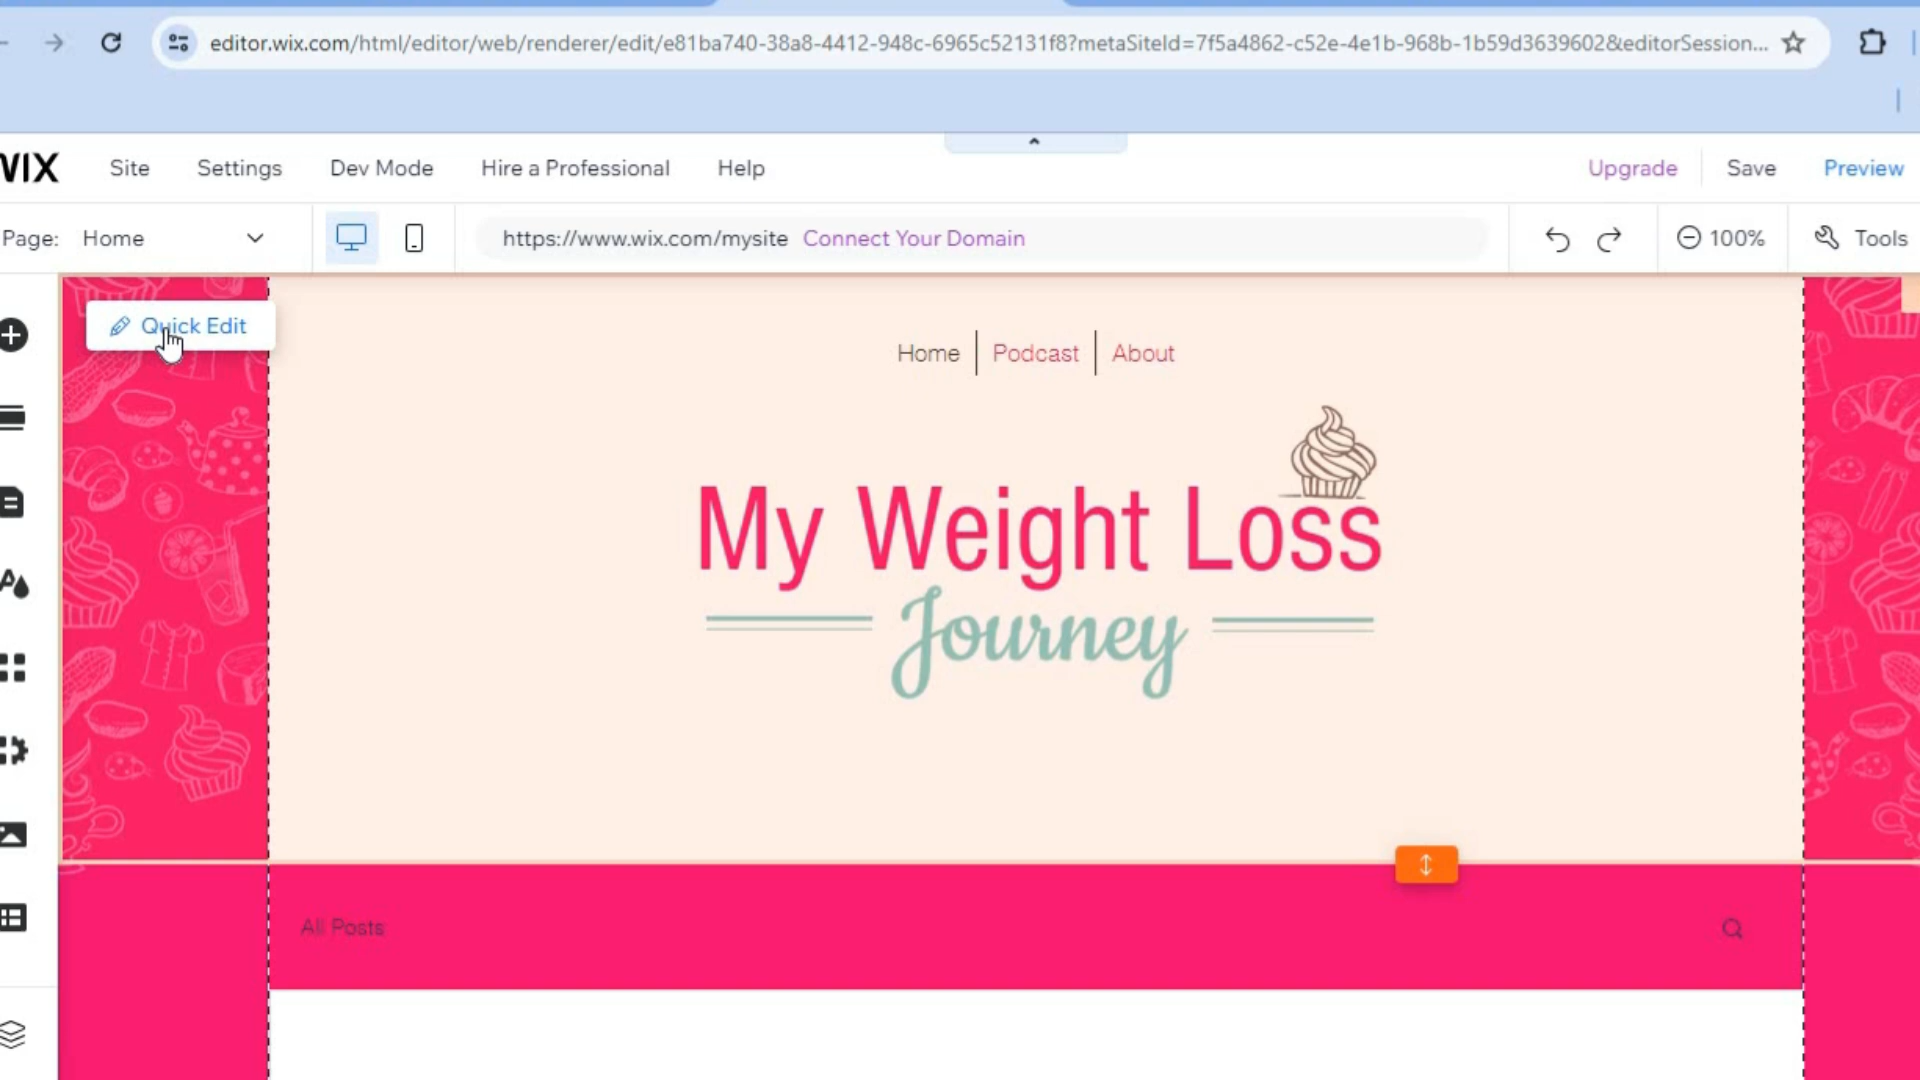 editor.wix.com/html/editor/web/renderer/edit/e81ba740-38a8-4412-948c-6965c52131f8?metaSiteId=7f5a4862-c52e-4e1b-968b-1b59d3639602&editorSession...
WIX Site Settings Dev Mode Hire a Professional Help Upgrade Save Preview
Page: Home https://www.wix.com/mysite Connect Your Domain 100% Tools
Quick Edit
Home Podcast About
My Weight Loss
Journey
All Posts